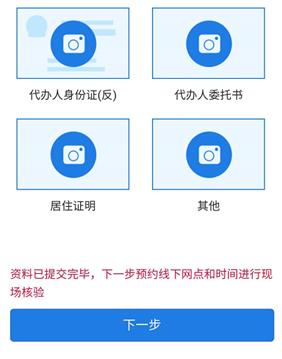 代办人身份证(反)
代办人委托书
居住证明
其他
资料已提交完毕，下一步预约线下网点和时间进行现
场核验
下一步